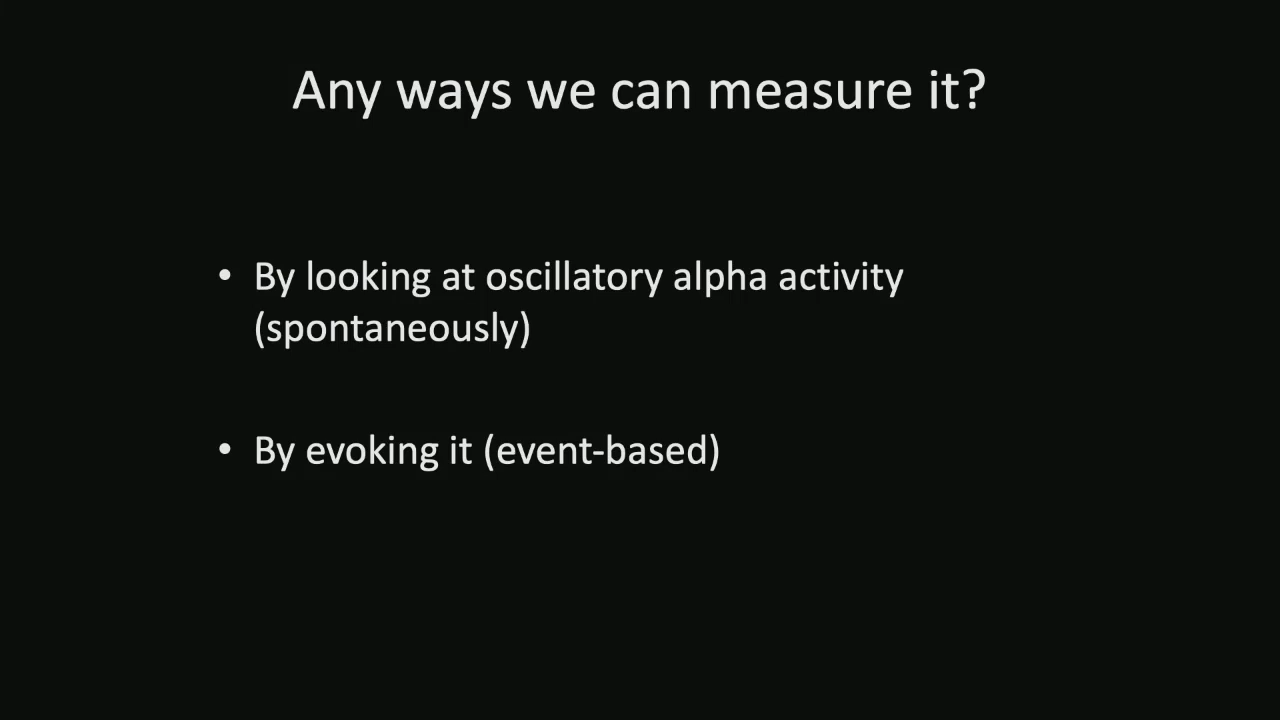 Any ways we can measure it?
• By looking at oscillatory alpha activity
(spontaneously)
• By evoking it (event-based)